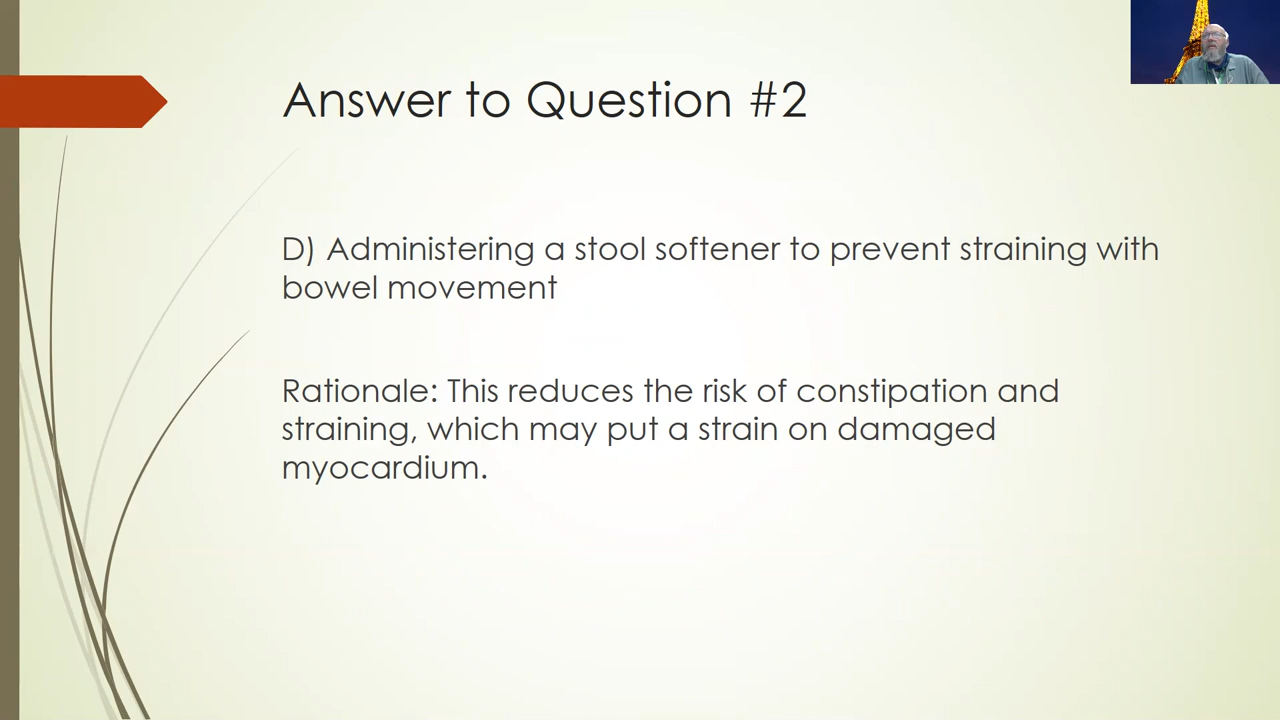 Answer to Question #2
D) Administering a stool softener to prevent straining with
bowel movement
Rationale: This reduces the risk of constipation and
straining, which may put a strain on damaged
myocardium.